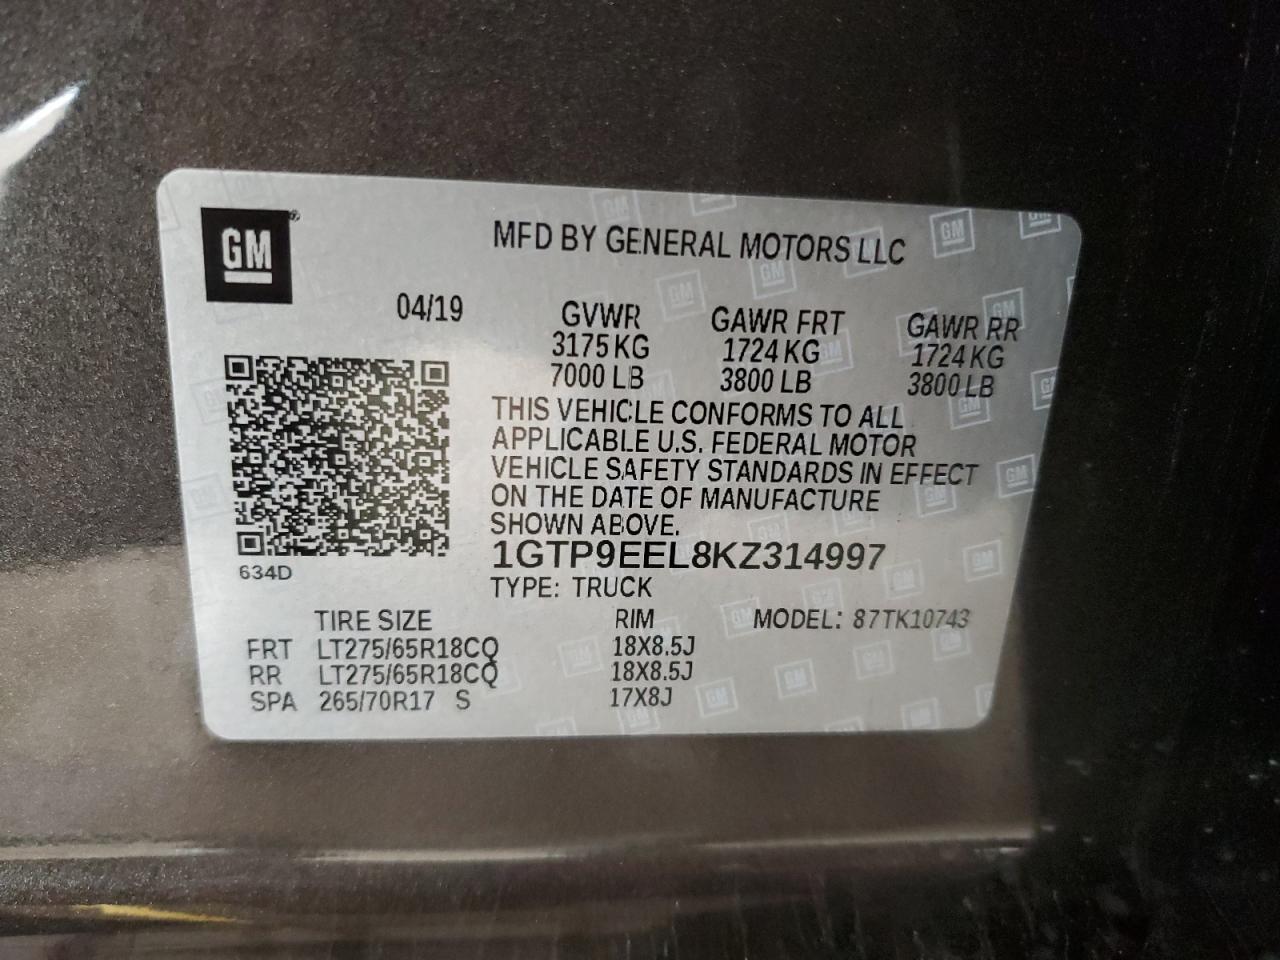 GM
MFD BY GENERAL MOTORS LLC
04/19
GVWR GAWR FRT GAWR RR
3175 KG 1724 KG 1724 KG
7000 LB 3800 LB 3800 LB
THIS VEHICLE CONFORMS TO ALL
APPLICABLE U.S. FEDERAL MOTOR
VEHICLE SAFETY STANDARDS IN EFFECT
ON THE DATE OF MANUFACTURE
SHOWN ABOVE.
1GTP9EEL8KZ314997
634D
TYPE: TRUCK
TIRE SIZE RIM MODEL: 87TK10743
FRT LT275/65R18CQ 18X8.5J
RR LT275/65R18CQ 18X8.5J
SPA 265/70R17 S 17X8J